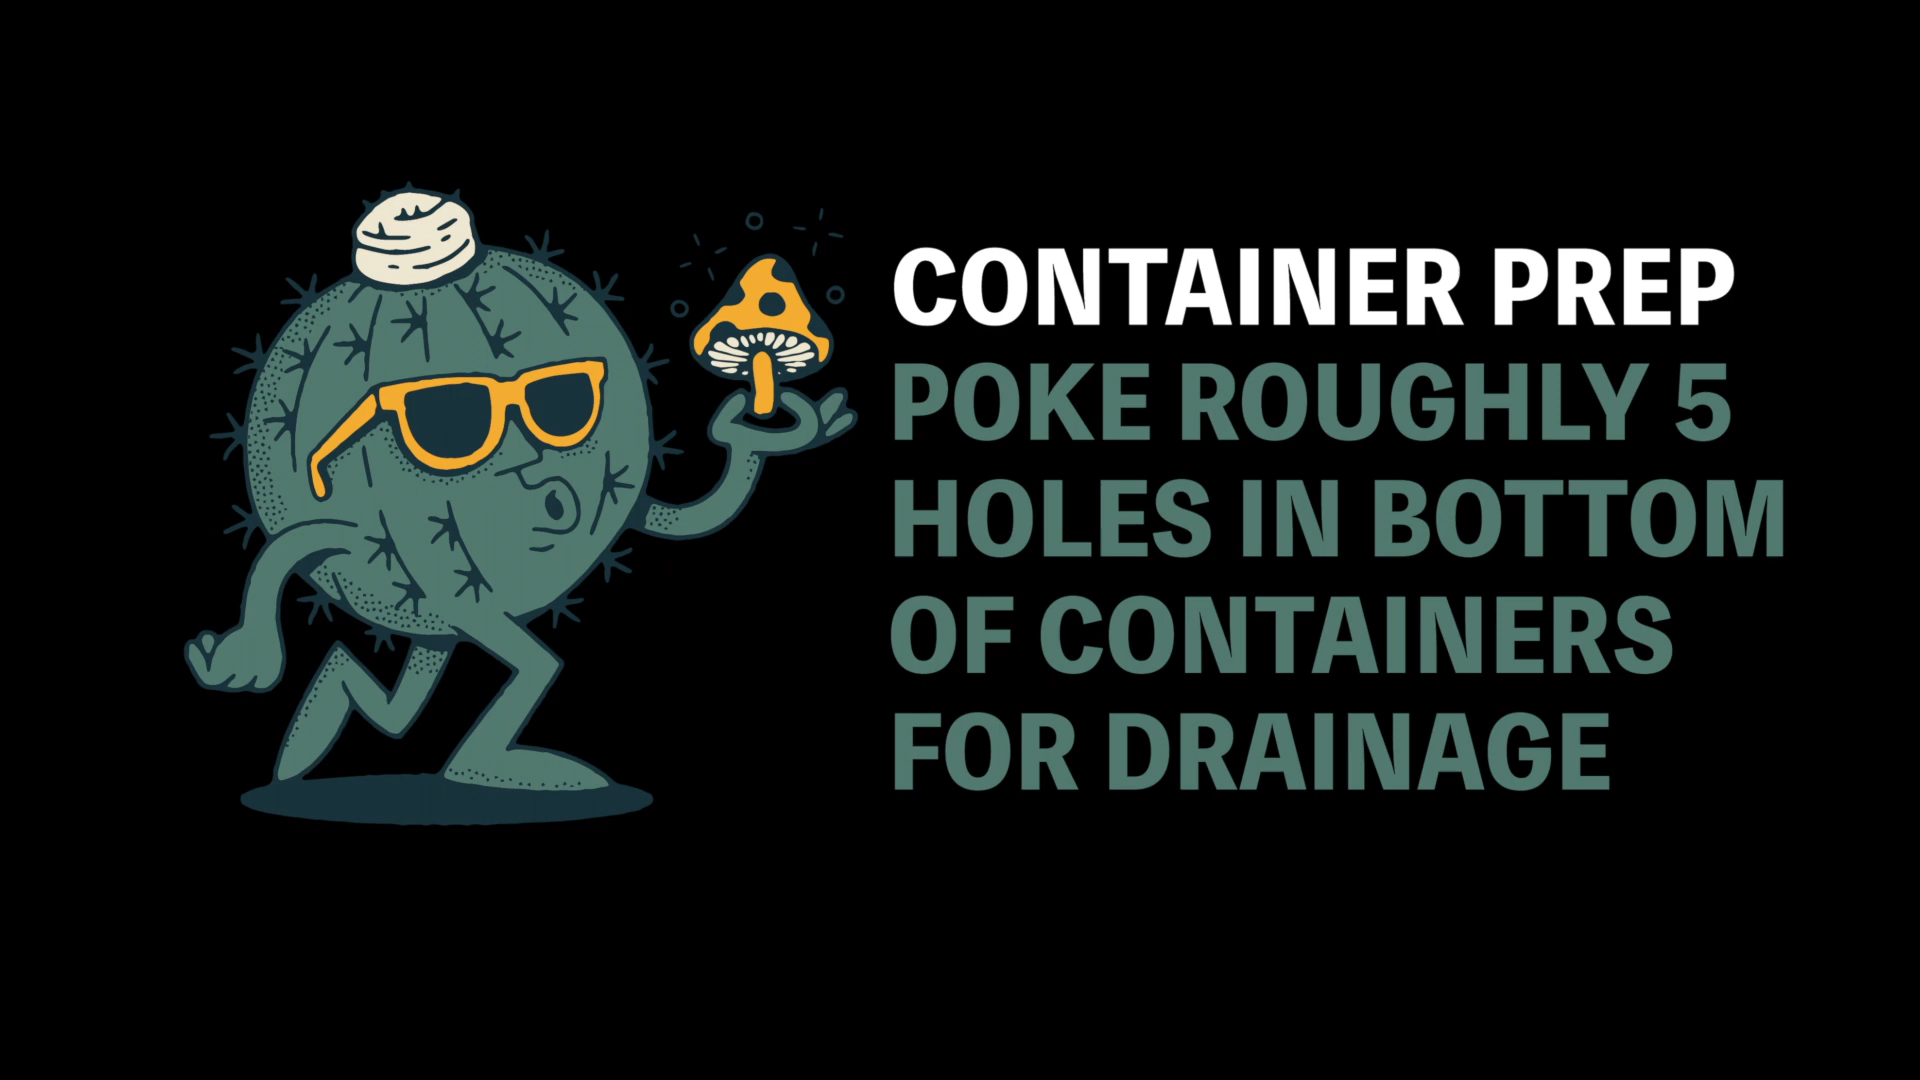 CONTAINER PREP
POKE ROUGHLY 5
HOLES IN BOTTOM
OF CONTAINERS
FOR DRAINAGE